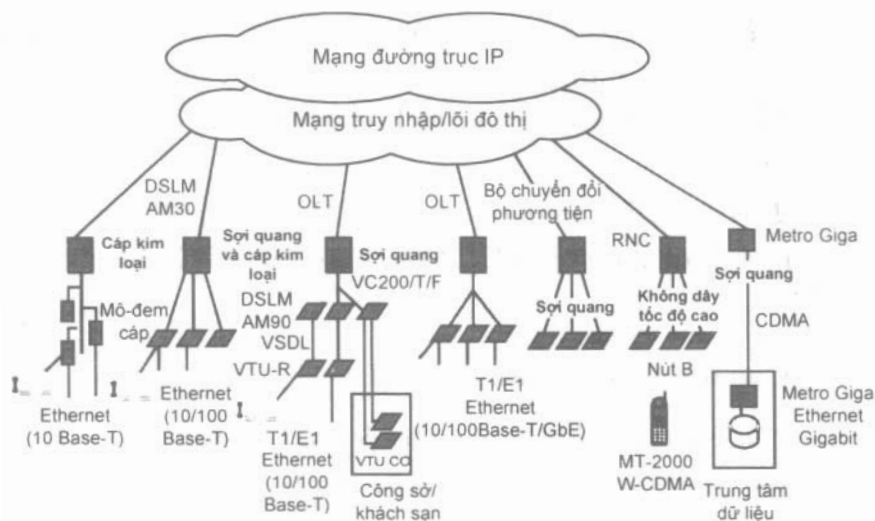 Mạng đường trục IP
Mạng truy nhập/lõi đô thị
DSLM
AM30
OLT
OLT
Bộ chuyển đổi
phương tiện
RNC
Metro Giga
Cáp kim
loại
Sợi quang
và cáp kim
loại
Sợi quang
VC200/T/F
Sợi quang
Mô-đem
cáp
DSLM
AM90
VSDL
VTU-R
Sợi quang
Không dây
tốc độ cao
CDMA
Nút B
Ethernet
(10 Base-T)
Ethernet
(10/100
Base-T)
T1/E1
Ethernet
(10/100
Base-T)
VTU CO
Công sở/
khách sạn
T1/E1
Ethernet
(10/100Base-T/GbE)
MT-2000
W-CDMA
Metro Giga
Ethernet
Gigabit
Trung tâm
dữ liệu